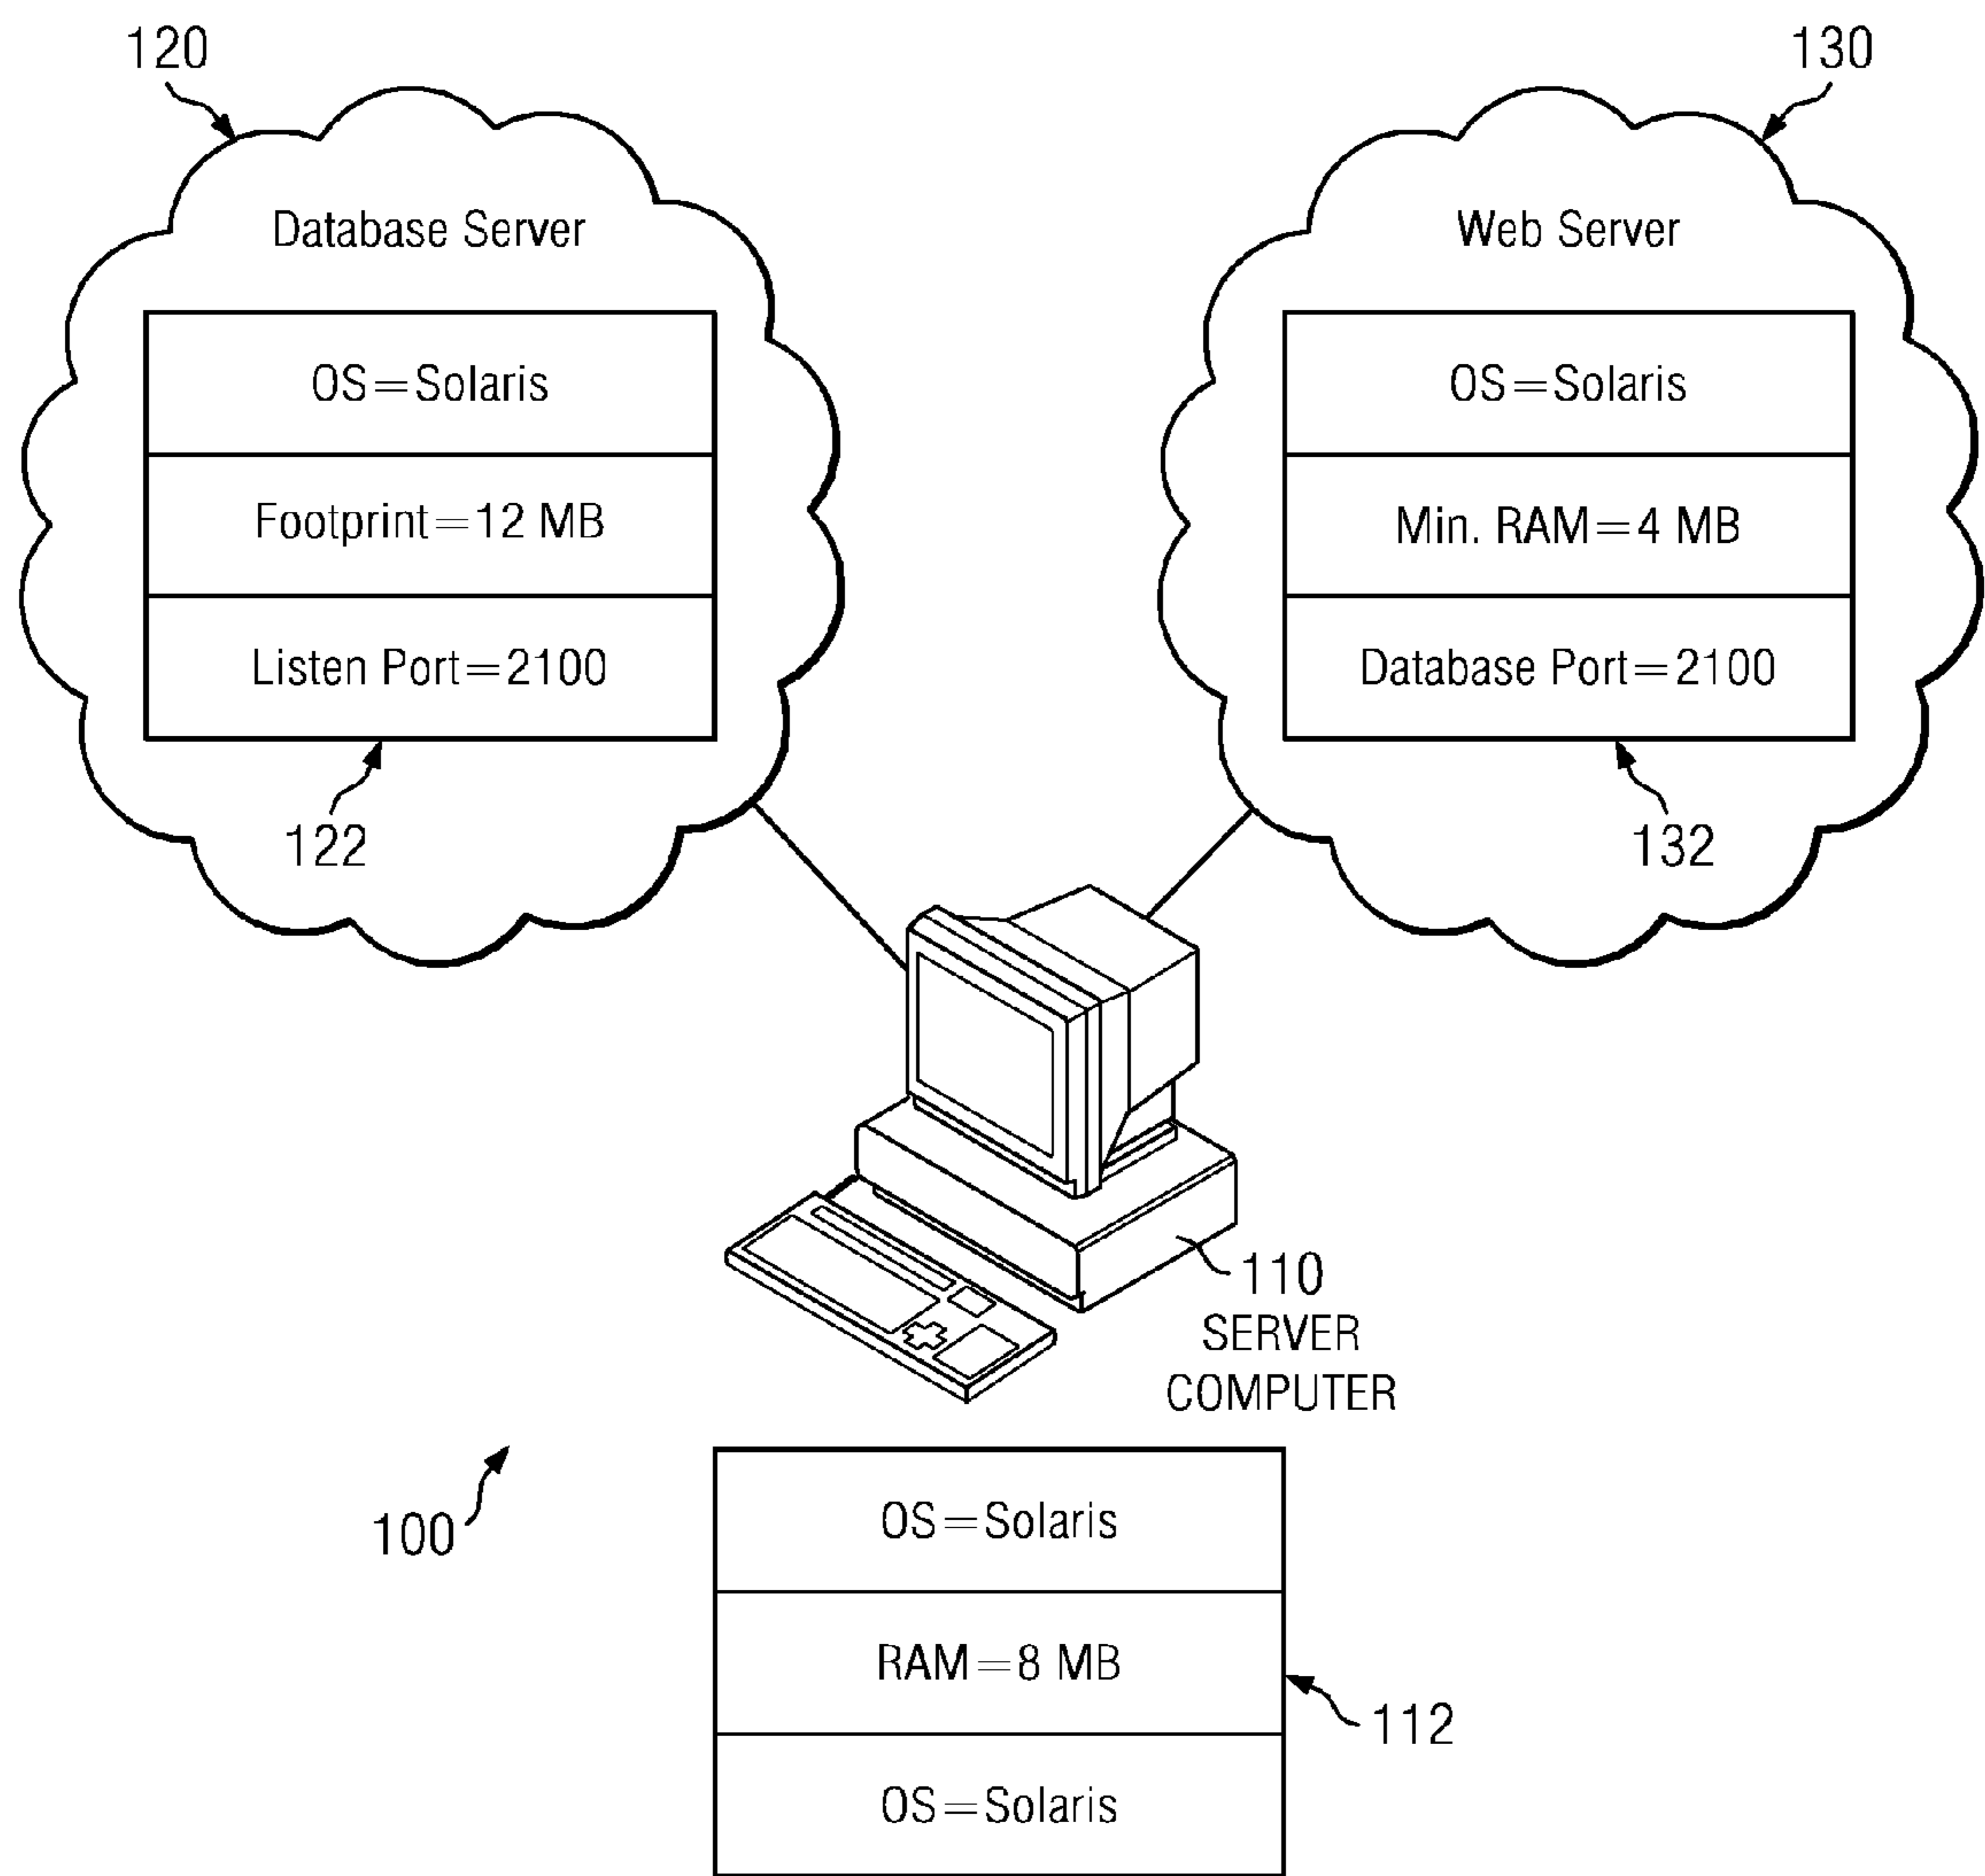 120
130
Database Server
OS=Solaris
Footprint=12 MB
Listen Port=2100
122
Web Server
OS=Solaris
Min. RAM=4 MB
Database Port=2100
132
110
SERVER
COMPUTER
100
OS=Solaris
RAM=8 MB
OS=Solaris
112